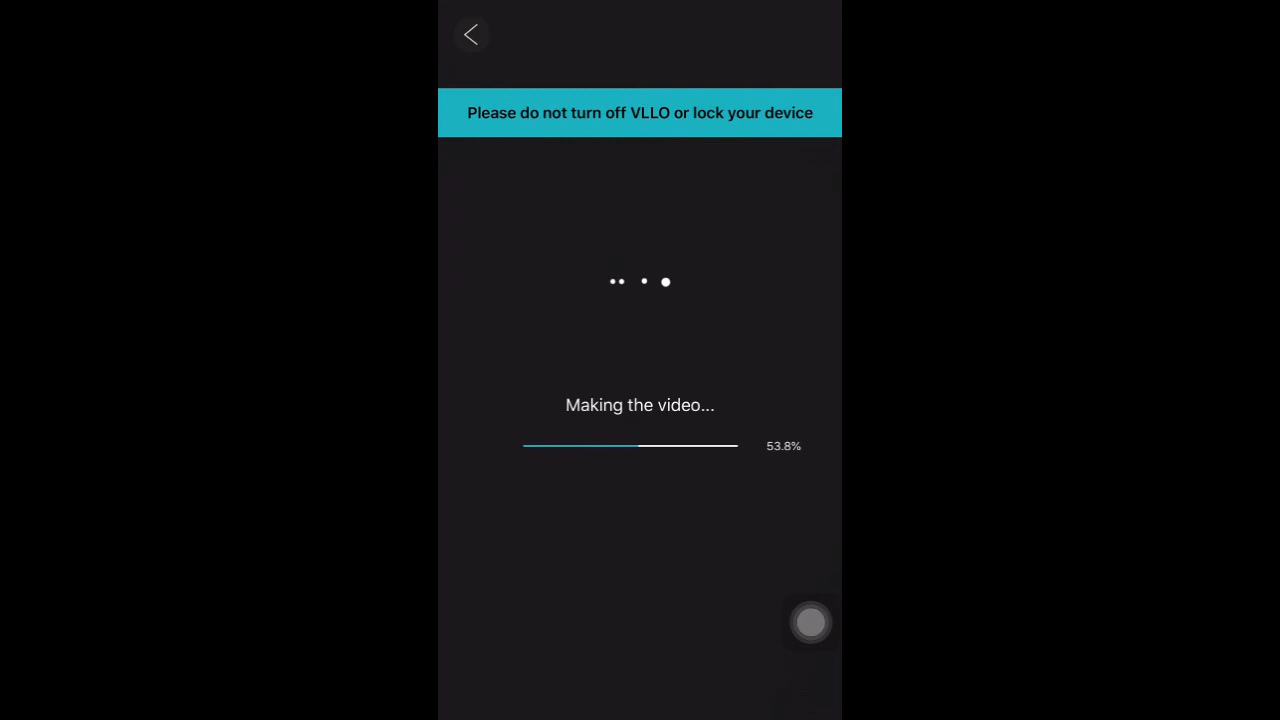 Please do not turn off VLLO or lock your device
Making the video...
53.8%